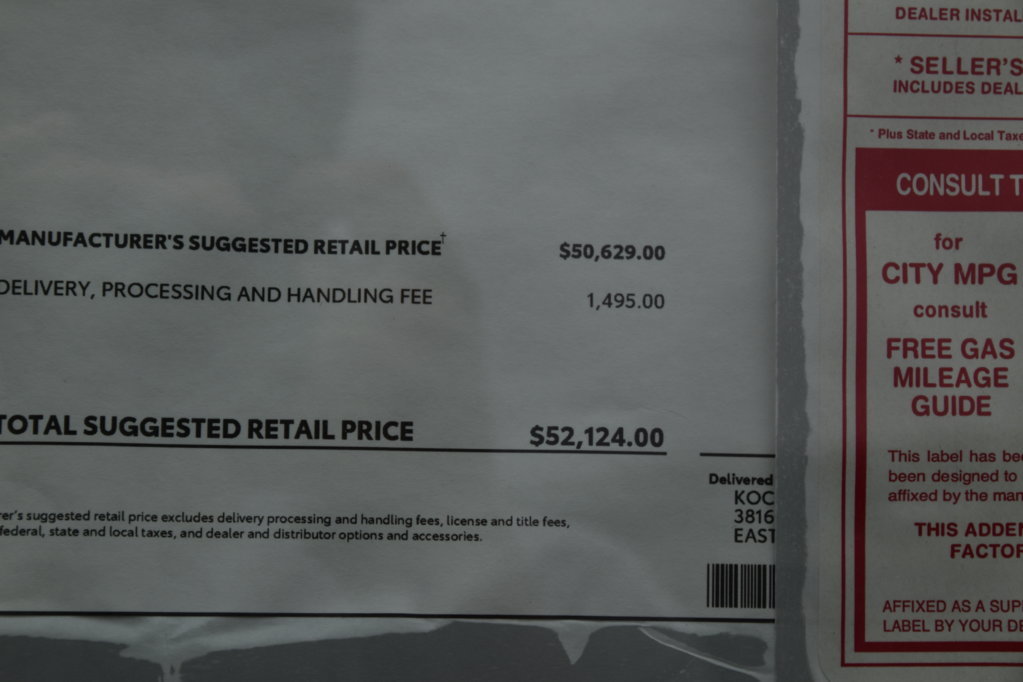 MANUFACTURER'S SUGGESTED RETAIL PRICE† $50,629.00
DELIVERY, PROCESSING AND HANDLING FEE 1,495.00
TOTAL SUGGESTED RETAIL PRICE $52,124.00
rer's suggested retail price excludes delivery processing and handling fees, license and title fees,
federal, state and local taxes, and dealer and distributor options and accessories.
Delivered
KOC
3816
EAST
DEALER INSTAL
* SELLER'S
INCLUDES DEAL
* Plus State and Local Taxe
CONSULT T
for
CITY MPG
consult
FREE GAS
MILEAGE
GUIDE
This label has bee
been designed to
affixed by the man
THIS ADDEN
FACTOR
AFFIXED AS A SUP
LABEL BY YOUR DE